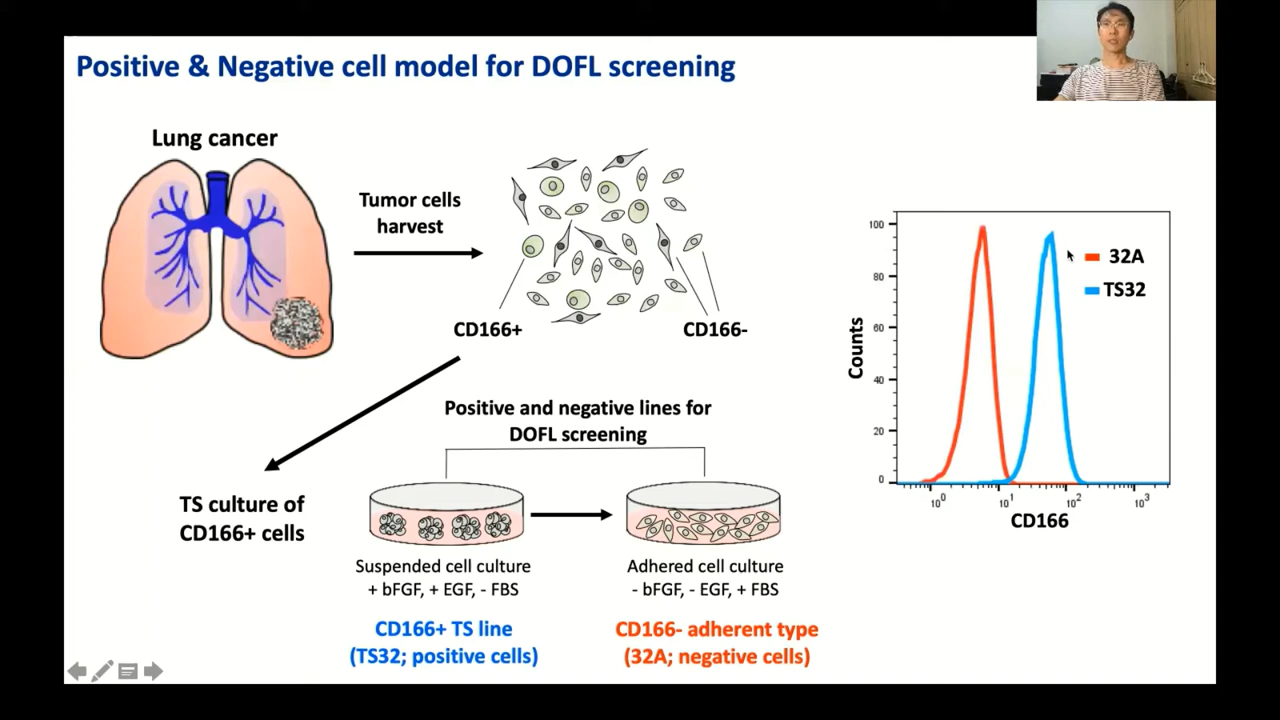 Positive & Negative cell model for DOFL screening
Lung cancer
Tumor cells
harvest
CD166+
CD166-
Positive and negative lines for
DOFL screening
TS culture of
CD166+ cells
Suspended cell culture
+ bFGF, + EGF, - FBS
CD166+ TS line
(TS32; positive cells)
Adhered cell culture
- bFGF, - EGF, + FBS
CD166- adherent type
(32A; negative cells)
Counts
100
80
60
40
20
0
10⁰
10¹
10²
10³
CD166
32A
TS32